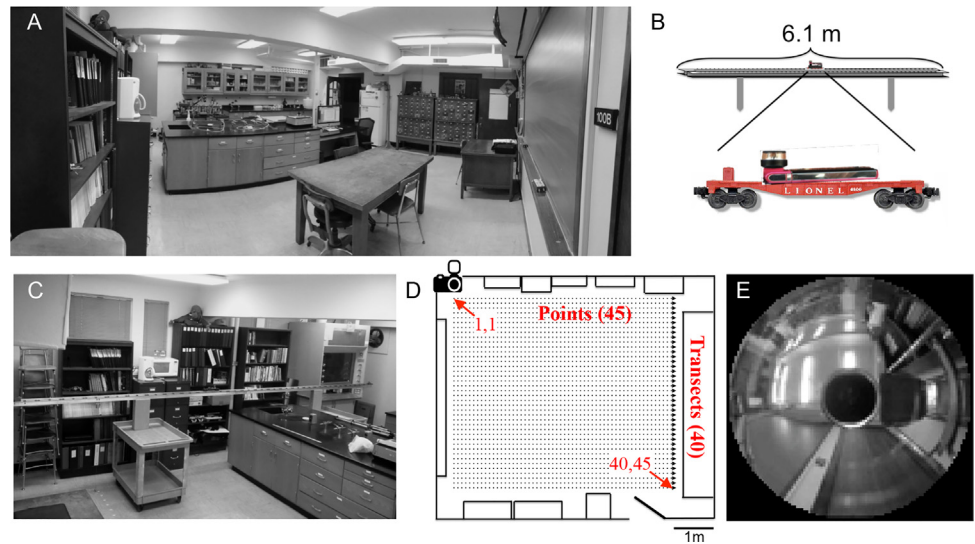 A
100B
B
6.1 m
LIONEL
C
D
1,1
Points (45)
Transects (40)
40,45
1m
E